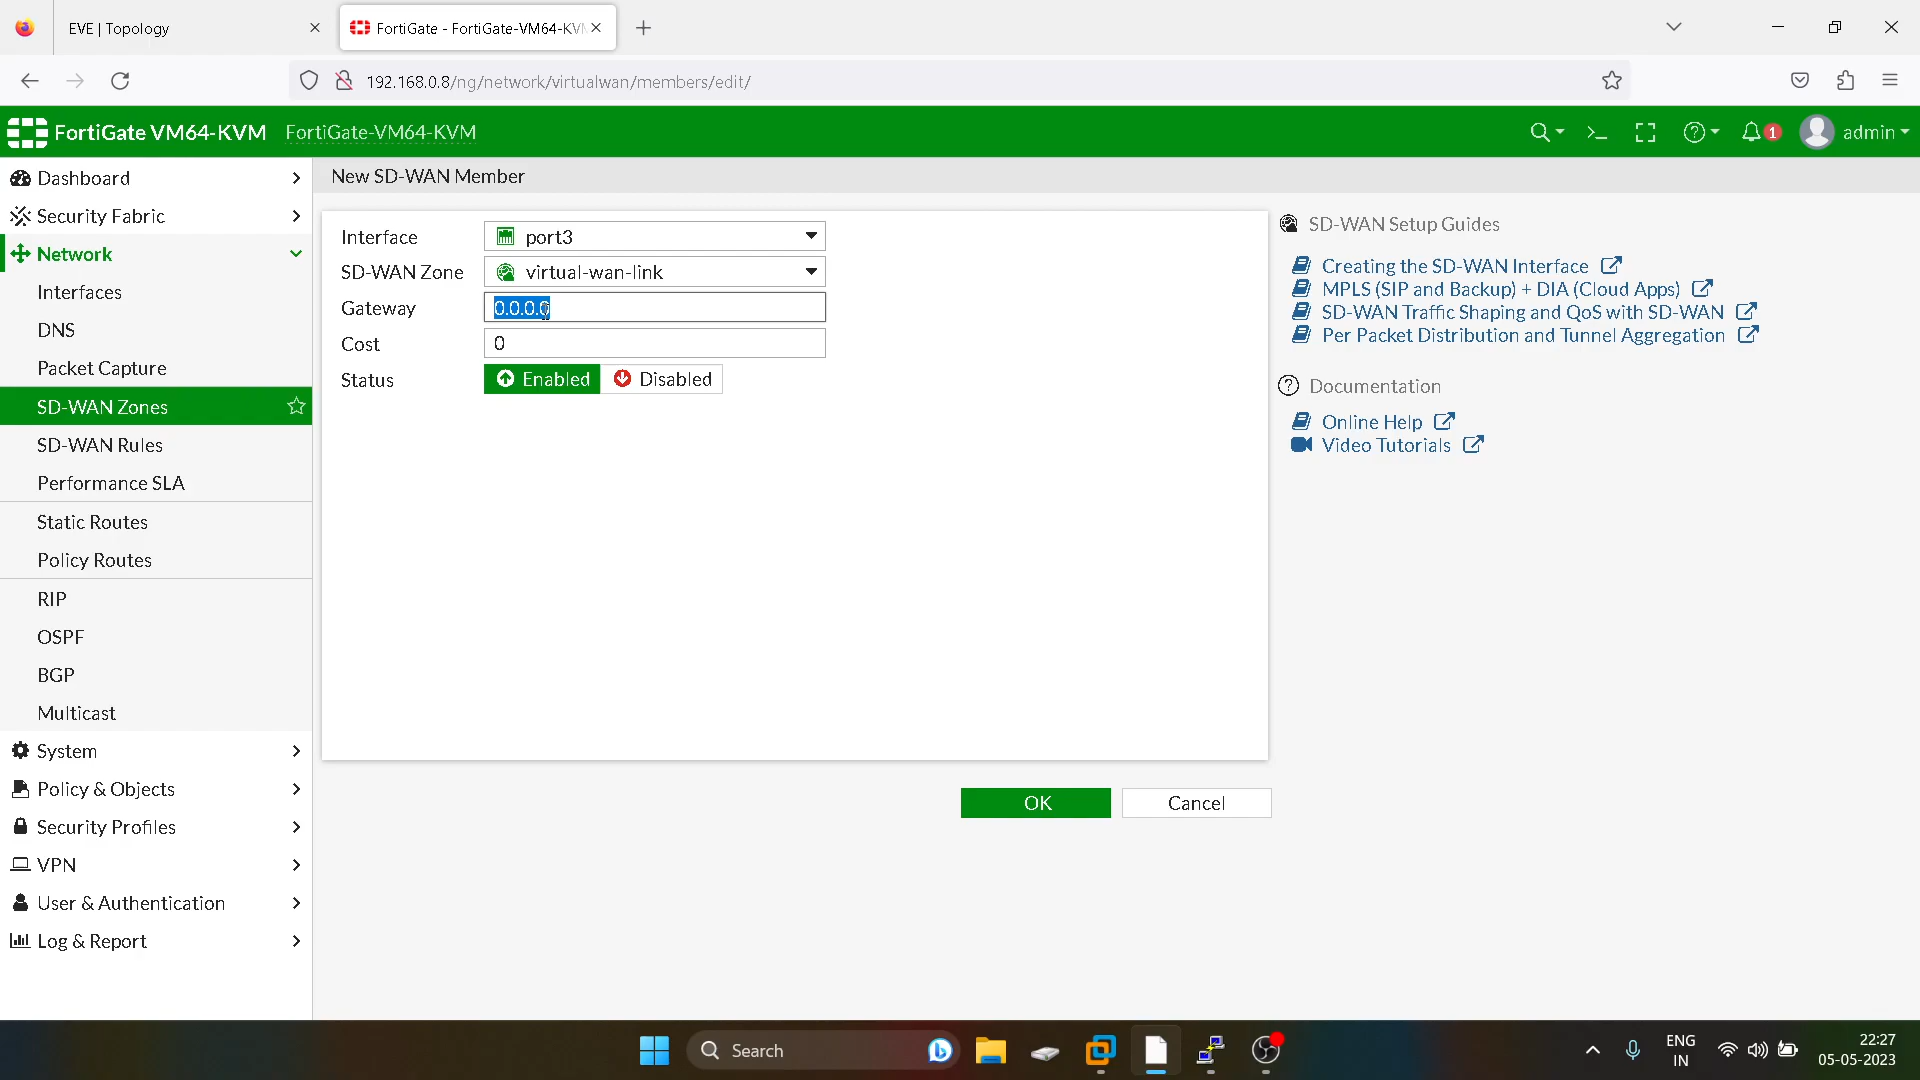 EVE | Topology
FortiGate - FortiGate-VM64-KVM
192.168.0.8/ng/network/virtualwan/members/edit/
FortiGate VM64-KVM FortiGate-VM64-KVM
1 admin
Dashboard
Security Fabric
Network
Interfaces
DNS
Packet Capture
SD-WAN Zones
SD-WAN Rules
Performance SLA
Static Routes
Policy Routes
RIP
OSPF
BGP
Multicast
System
Policy & Objects
Security Profiles
VPN
User & Authentication
Log & Report
New SD-WAN Member
Interface port3
SD-WAN Zone virtual-wan-link
Gateway 0.0.0.0
Cost 0
Status Enabled Disabled
OK Cancel
SD-WAN Setup Guides
Creating the SD-WAN Interface
MPLS (SIP and Backup) + DIA (Cloud Apps)
SD-WAN Traffic Shaping and QoS with SD-WAN
Per Packet Distribution and Tunnel Aggregation
Documentation
Online Help
Video Tutorials
Search
ENG
IN
22:27
05-05-2023